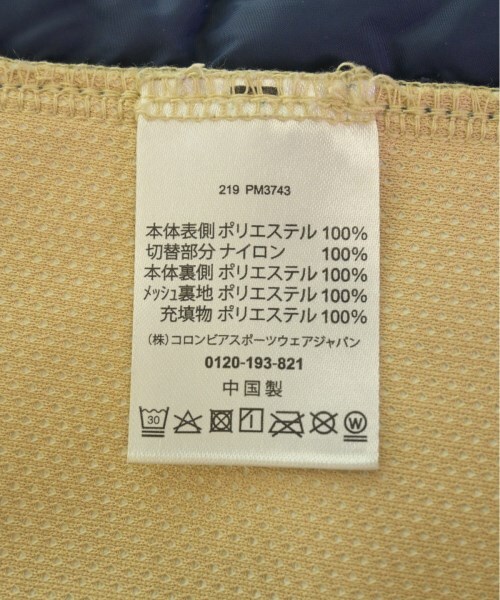 219 PM3743
本体表側 ポリエステル 100%
切替部分 ナイロン 100%
本体裏側 ポリエステル 100%
ﾒｯｼｭ裏地 ポリエステル 100%
充填物 ポリエステル 100%
(株)コロンビアスポーツウェアジャパン
0120-193-821
中国製
30 W